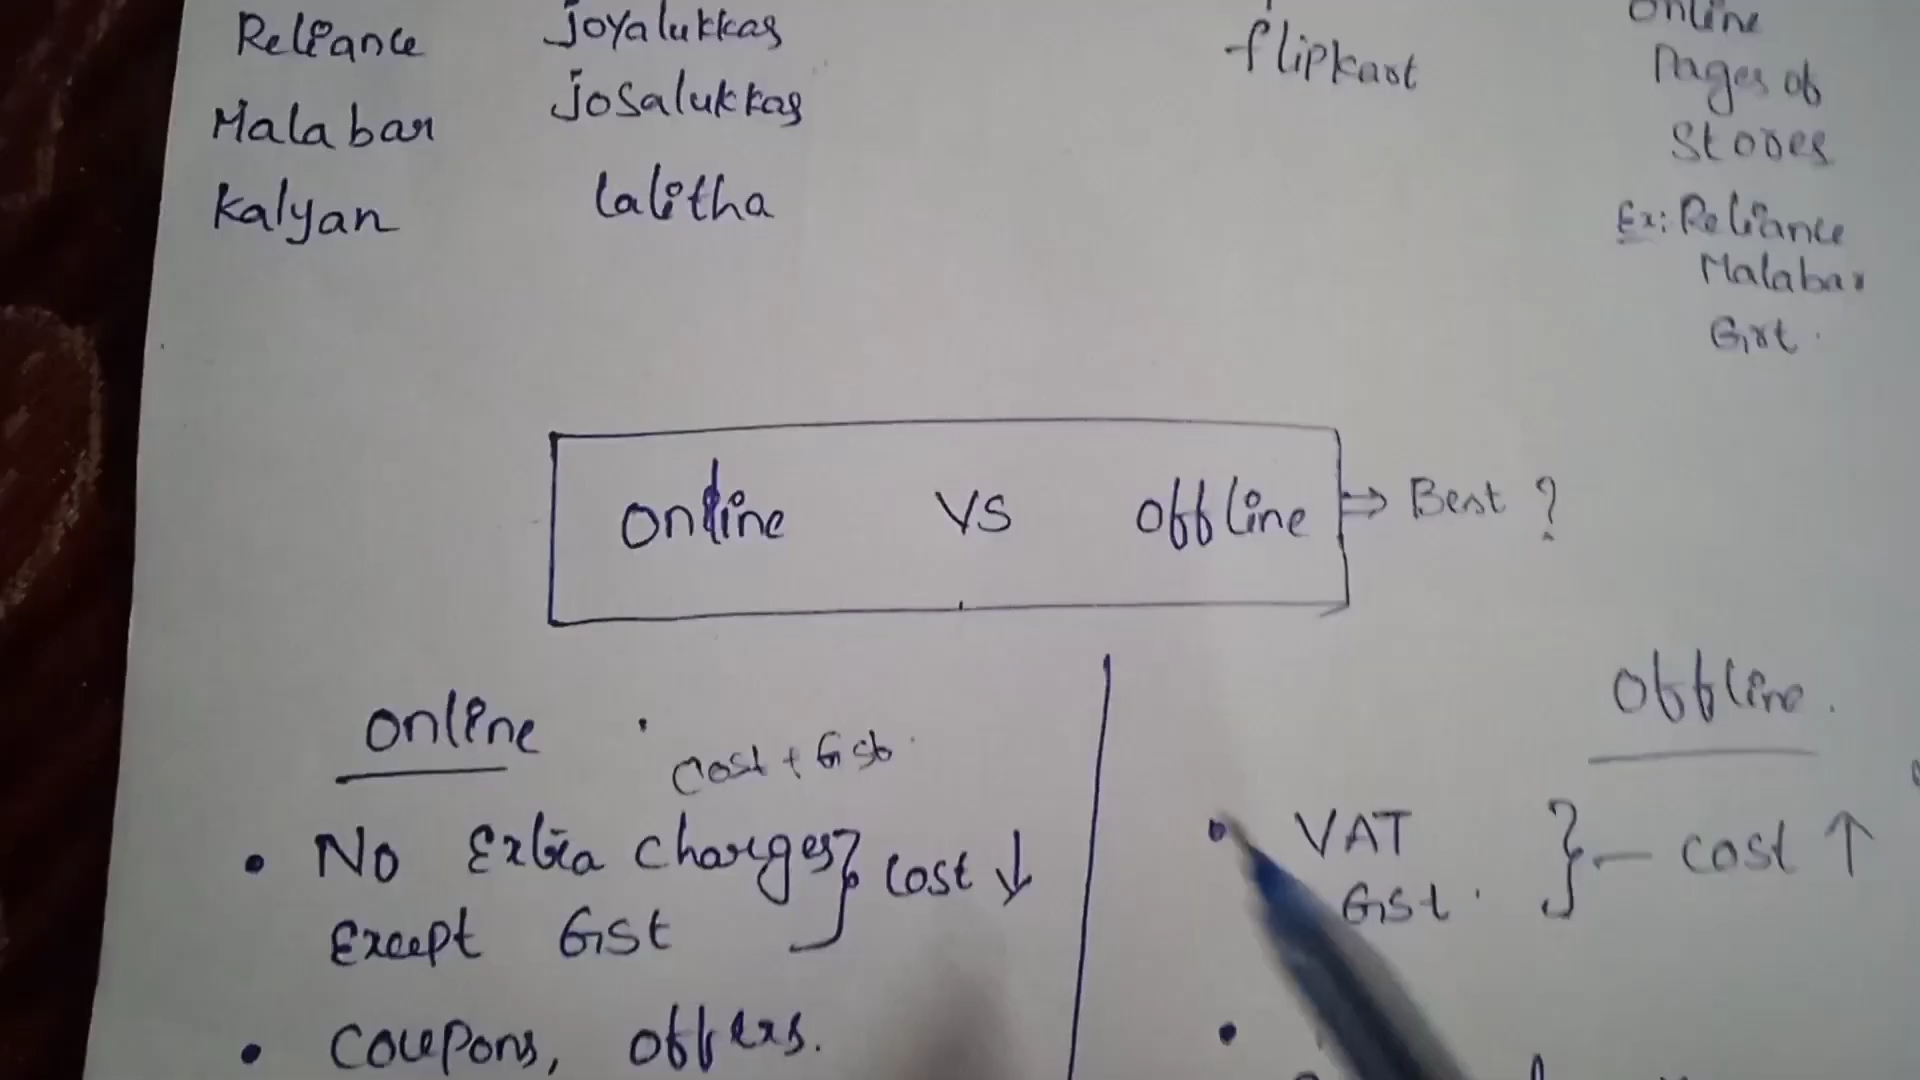 Reliance
Malabar
Kalyan
Joyalukkas
Josalukkas
lalitha
flipkart
online
Pages of
Stores
Ex: Reliance
Malabar
Grt.
online VS offline ⇒ Best ?
online
Cost + Gst
• No Extra charges } Cost ↓
Except Gst
• Coupons, offers.
offline.
• VAT } — cost ↑
Gst.